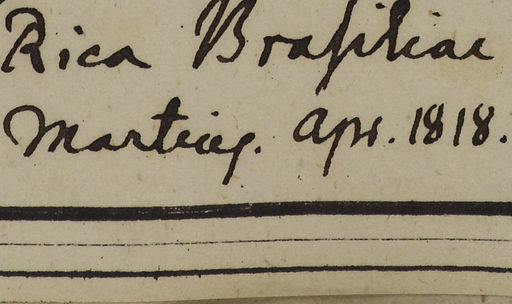 Rica Brasiliae
Martius. Apr. 1818.